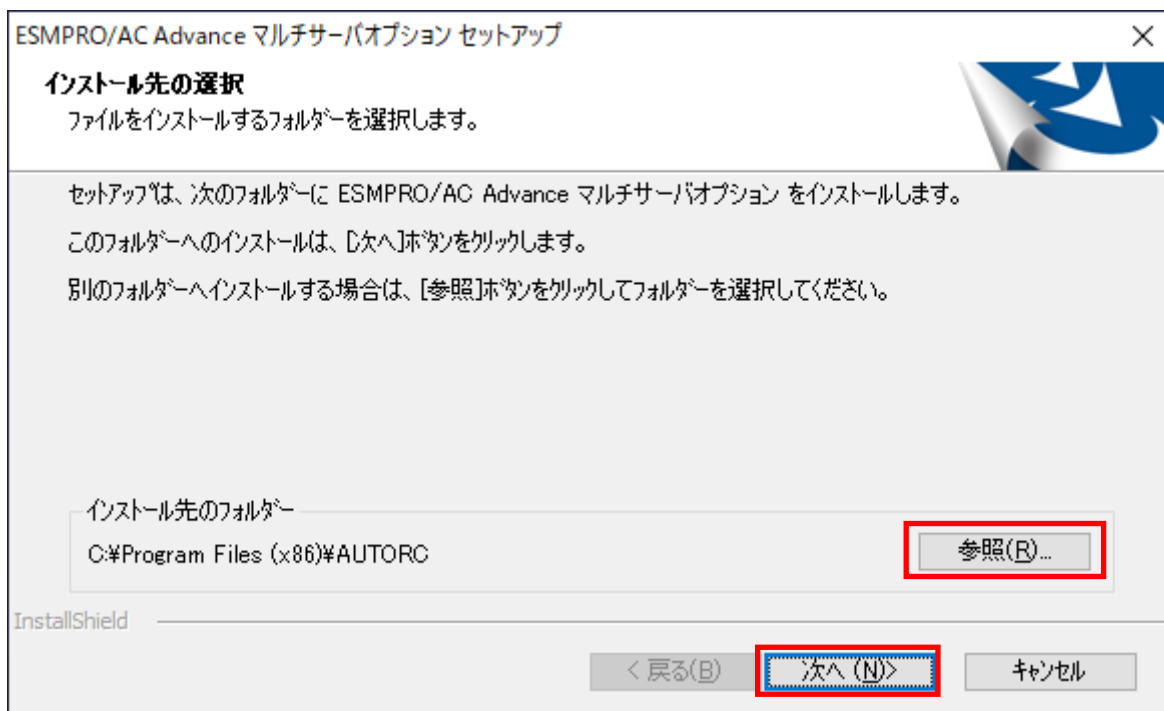 ESMPRO/AC Advance マルチサーバオプション セットアップ
インストール先の選択
ファイルをインストールするフォルダーを選択します。
セットアップは、次のフォルダーに ESMPRO/AC Advance マルチサーバオプション をインストールします。
このフォルダーへのインストールは、[次へ]ボタンをクリックします。
別のフォルダーへインストールする場合は、[参照]ボタンをクリックしてフォルダーを選択してください。
インストール先のフォルダー
C:¥Program Files (x86)¥AUTORC
参照(R)...
InstallShield
< 戻る(B)
次へ (N)>
キャンセル